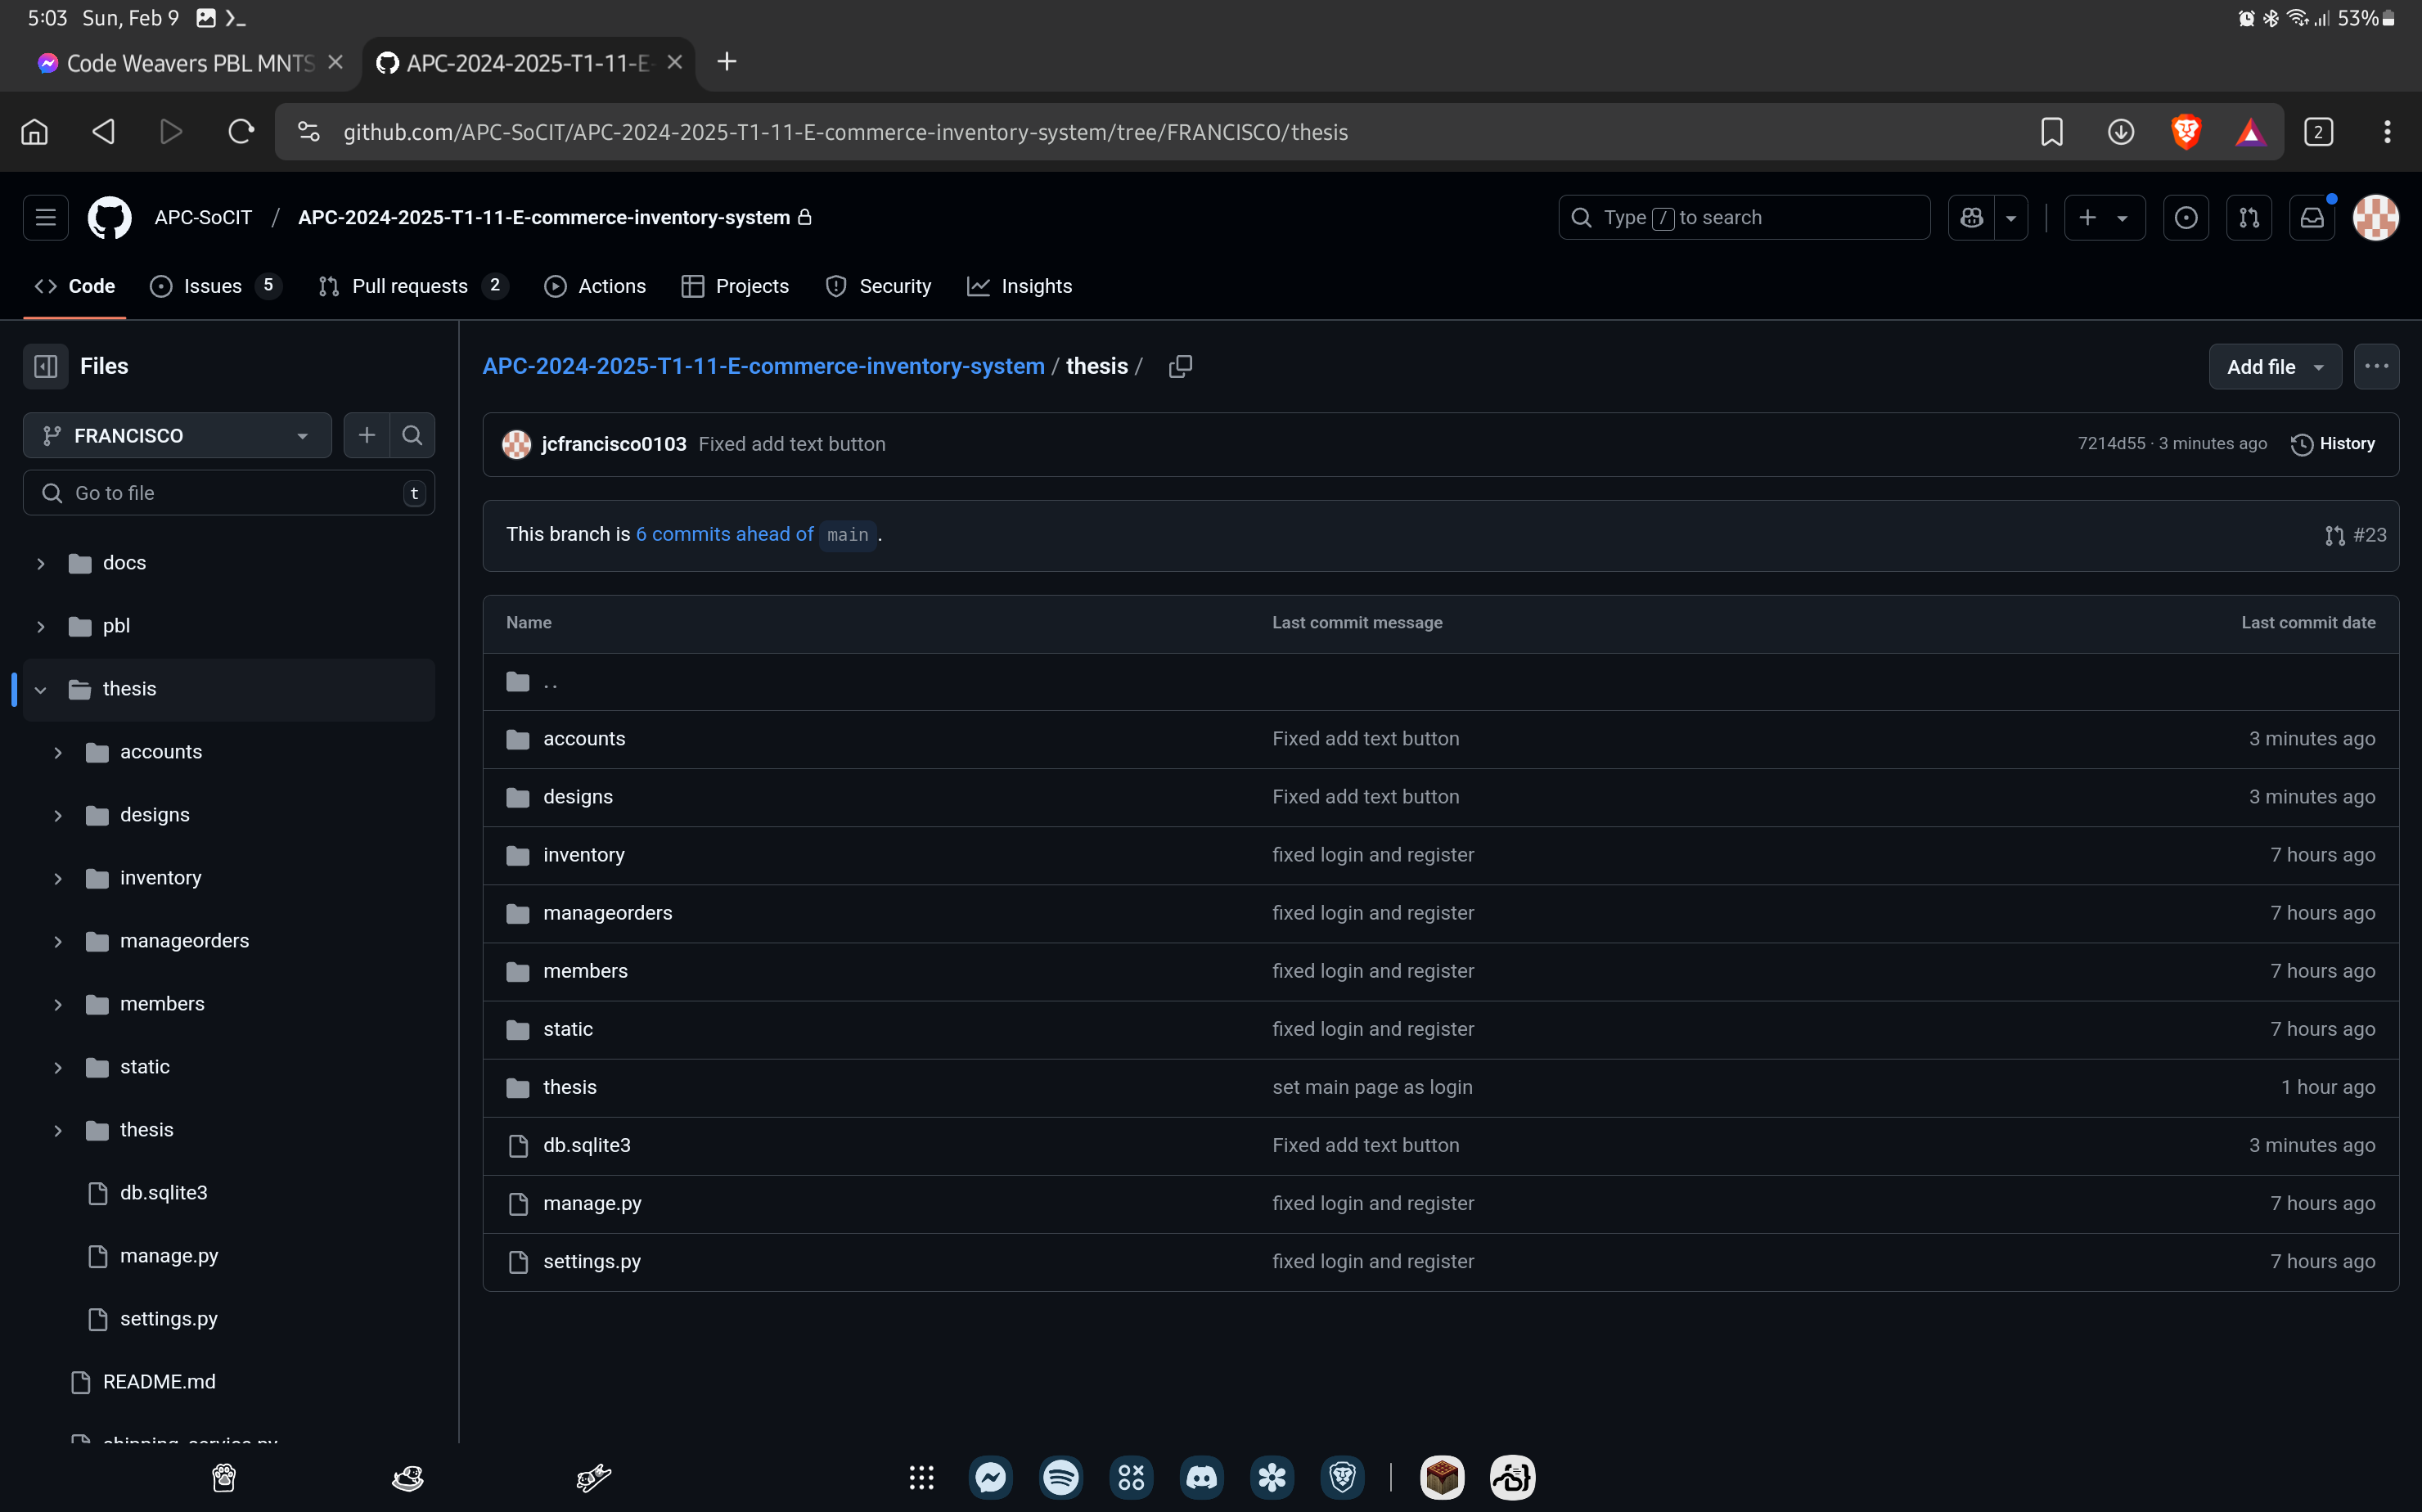 5:03 Sun, Feb 9 53%
Code Weavers PBL MNTS
APC-2024-2025-T1-11-E-
github.com/APC-SoCIT/APC-2024-2025-T1-11-E-commerce-inventory-system/tree/FRANCISCO/thesis
2
APC-SoCIT / APC-2024-2025-T1-11-E-commerce-inventory-system
Type / to search
Code
Issues 5
Pull requests 2
Actions
Projects
Security
Insights
Files
FRANCISCO
Go to file t
docs
pbl
thesis
accounts
designs
inventory
manageorders
members
static
thesis
db.sqlite3
manage.py
settings.py
README.md
APC-2024-2025-T1-11-E-commerce-inventory-system / thesis /
Add file
jcfrancisco0103 Fixed add text button
7214d55 · 3 minutes ago
History
This branch is 6 commits ahead of main .
#23
Name Last commit message Last commit date
..
accounts Fixed add text button 3 minutes ago
designs Fixed add text button 3 minutes ago
inventory fixed login and register 7 hours ago
manageorders fixed login and register 7 hours ago
members fixed login and register 7 hours ago
static fixed login and register 7 hours ago
thesis set main page as login 1 hour ago
db.sqlite3 Fixed add text button 3 minutes ago
manage.py fixed login and register 7 hours ago
settings.py fixed login and register 7 hours ago